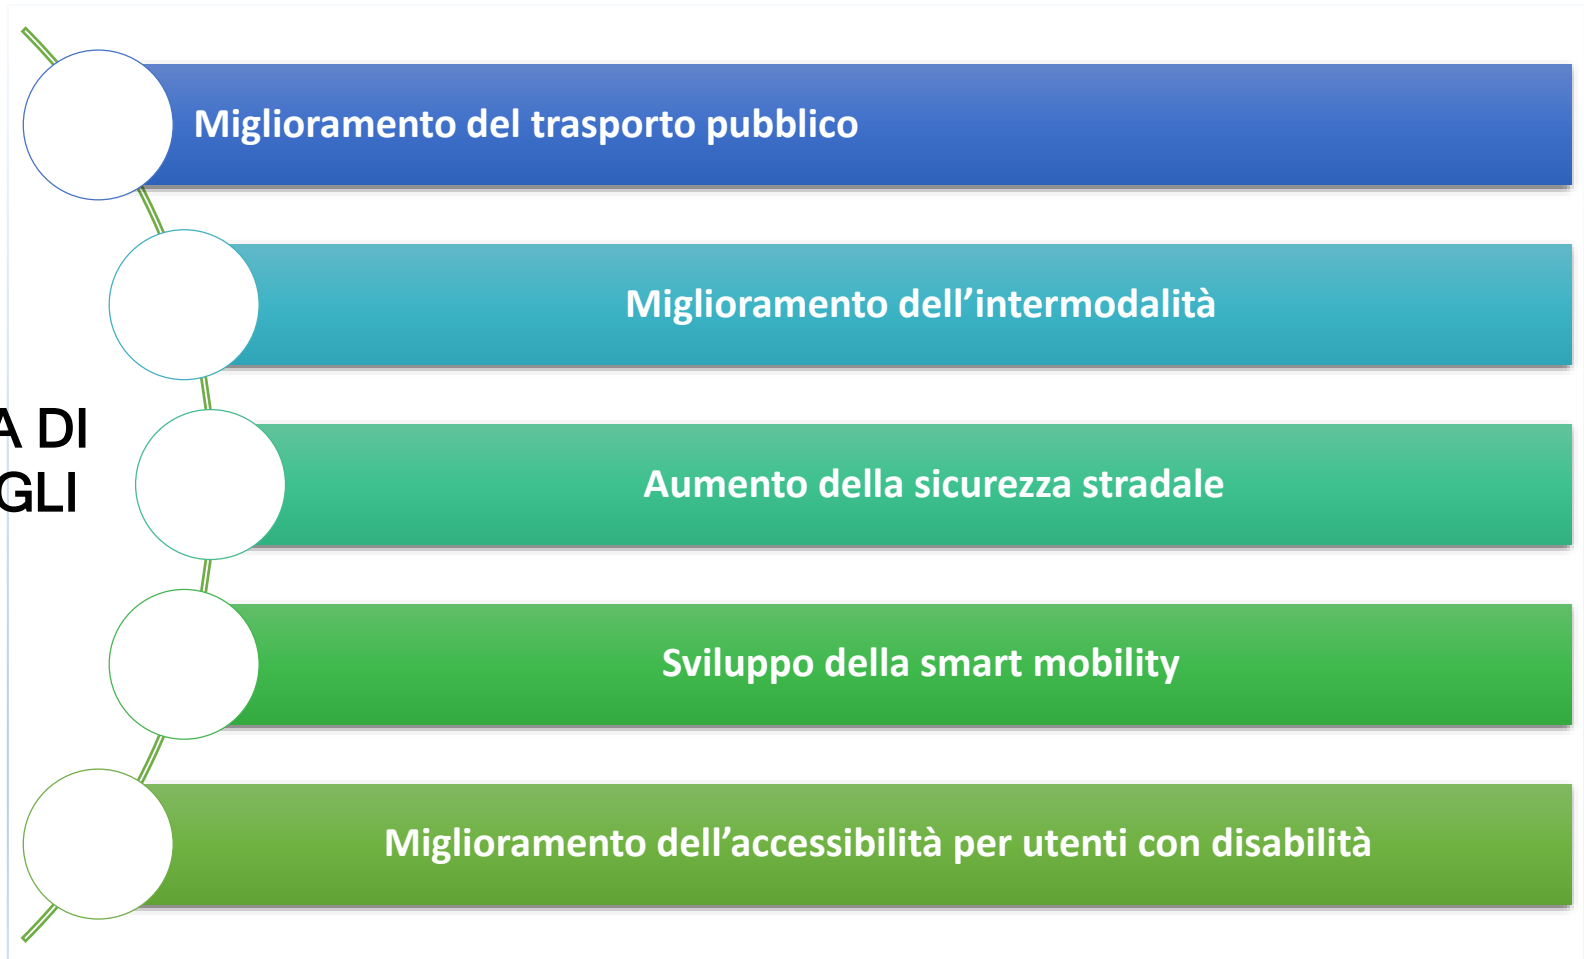 Miglioramento del trasporto pubblico
Miglioramento dell’intermodalità
A DI
GLI
Aumento della sicurezza stradale
Sviluppo della smart mobility
Miglioramento dell’accessibilità per utenti con disabilità